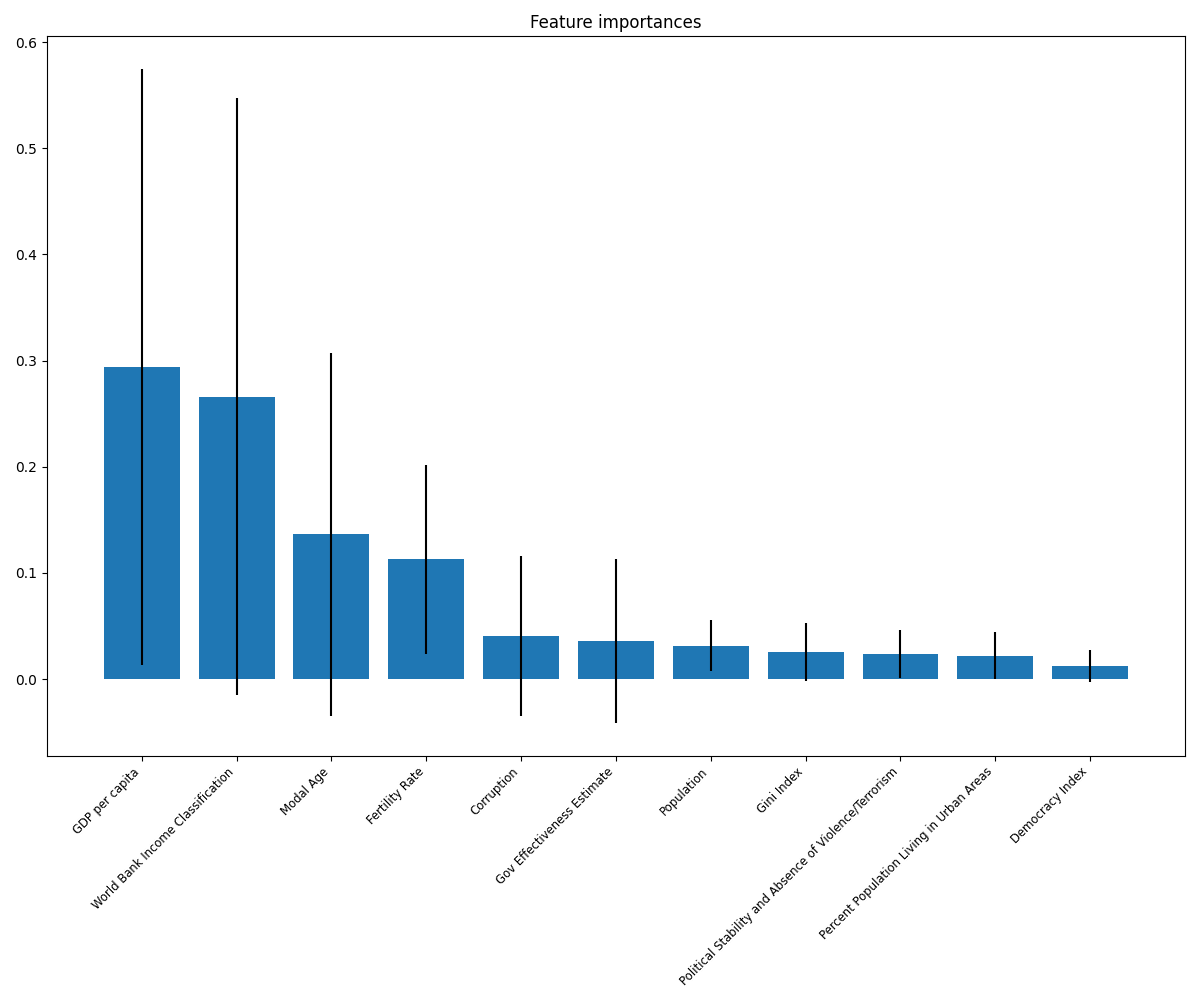 Feature importances
0.6
0.5
0.4
0.3
0.2
0.1
0.0
GDP per capita
World Bank Income Classification
Modal Age
Fertility Rate
Corruption
Gov Effectiveness Estimate
Population
Gini Index
Political Stability and Absence of Violence/Terrorism
Percent Population Living in Urban Areas
Democracy Index